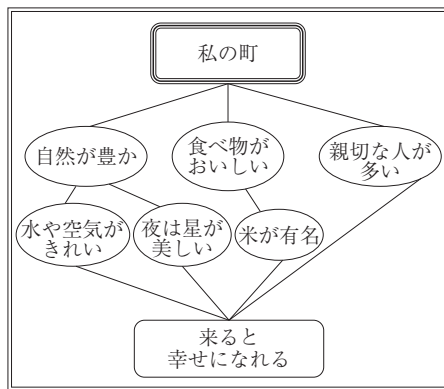 私の町
自然が豊か
食べ物が
おいしい
親切な人が
多い
水や空気が
きれい
夜は星が
美しい
米が有名
来ると
幸せになれる